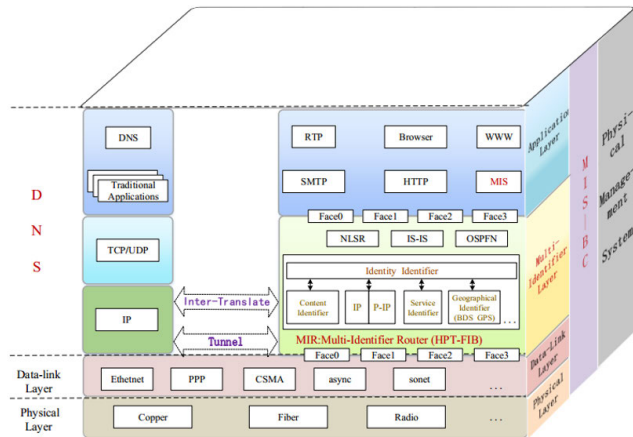 DNS
Traditional
Applications
TCP/UDP
IP
D
N
S
RTP
Browser
WWW
SMTP
HTTP
MIS
Face0
Face1
Face2
Face3
NLSR
IS-IS
OSPFN
Identity Identifier
Content
Identifier
IP
P-IP
Service
Identifier
Geographical
Identifier
(BDS GPS)
...
MIR:Multi-Identifier Router (HPT-FIB)
Inter-Translate
Tunnel
Face0
Face1
Face2
Face3
Data-link
Layer
Ethetnet
PPP
CSMA
async
sonet
...
Physical
Layer
Copper
Fiber
Radio
...
Application
Layer
Multi-
Identifier
Layer
Data-Link
Layer
Physical
Layer
MIS|BC
Physi-
cal
Manage-
ment
System